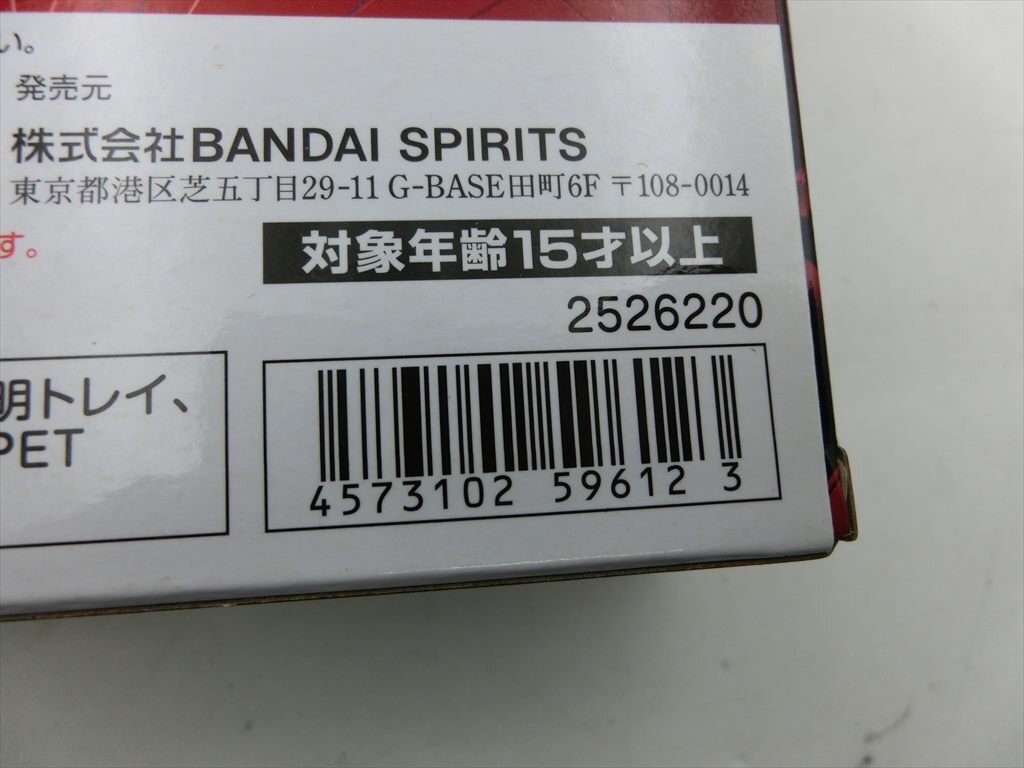 い。
発売元
株式会社BANDAI SPIRITS
東京都港区芝五丁目29-11 G-BASE田町6F 〒108-0014
す。
対象年齢15才以上
2526220
明トレイ、
PET
4573102 59612 3